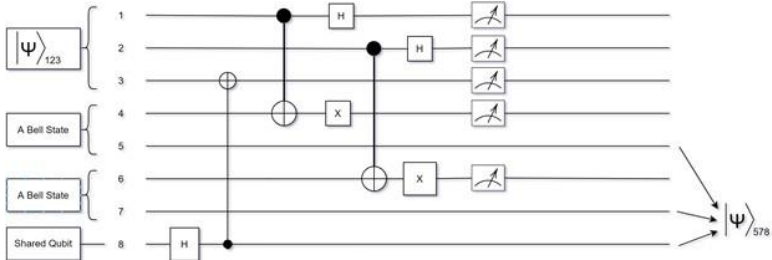 1
H
2
H
|Ψ⟩123
3
4
X
A Bell State
5
6
X
A Bell State
7
|Ψ⟩578
Shared Qubit
8
H